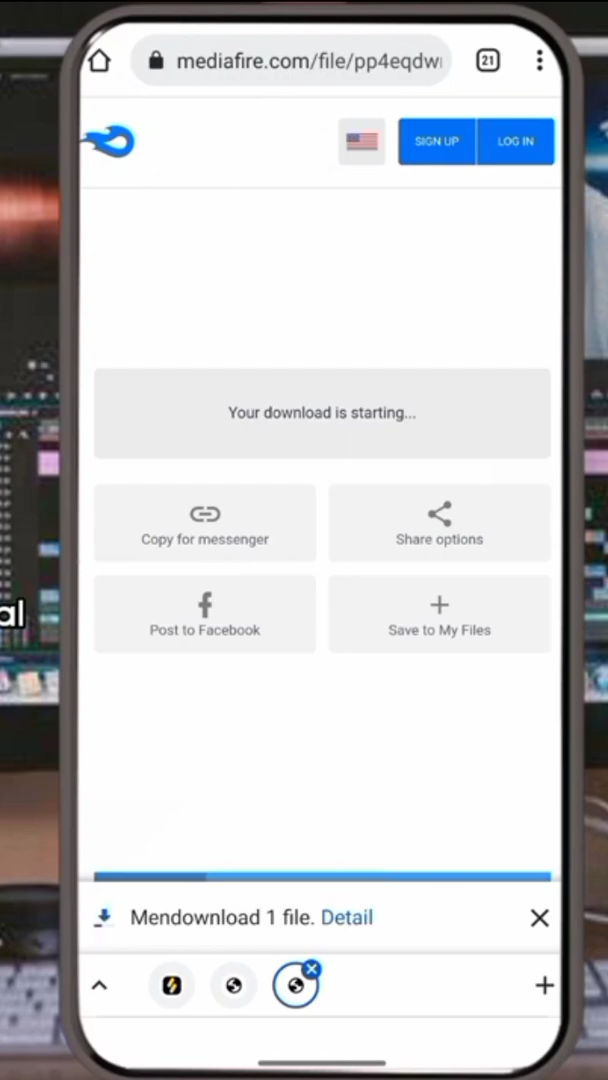 mediafire.com/file/pp4eqdw
21
SIGN UP
LOG IN
Your download is starting...
Copy for messenger
Share options
Post to Facebook
Save to My Files
al
Mendownload 1 file. Detail